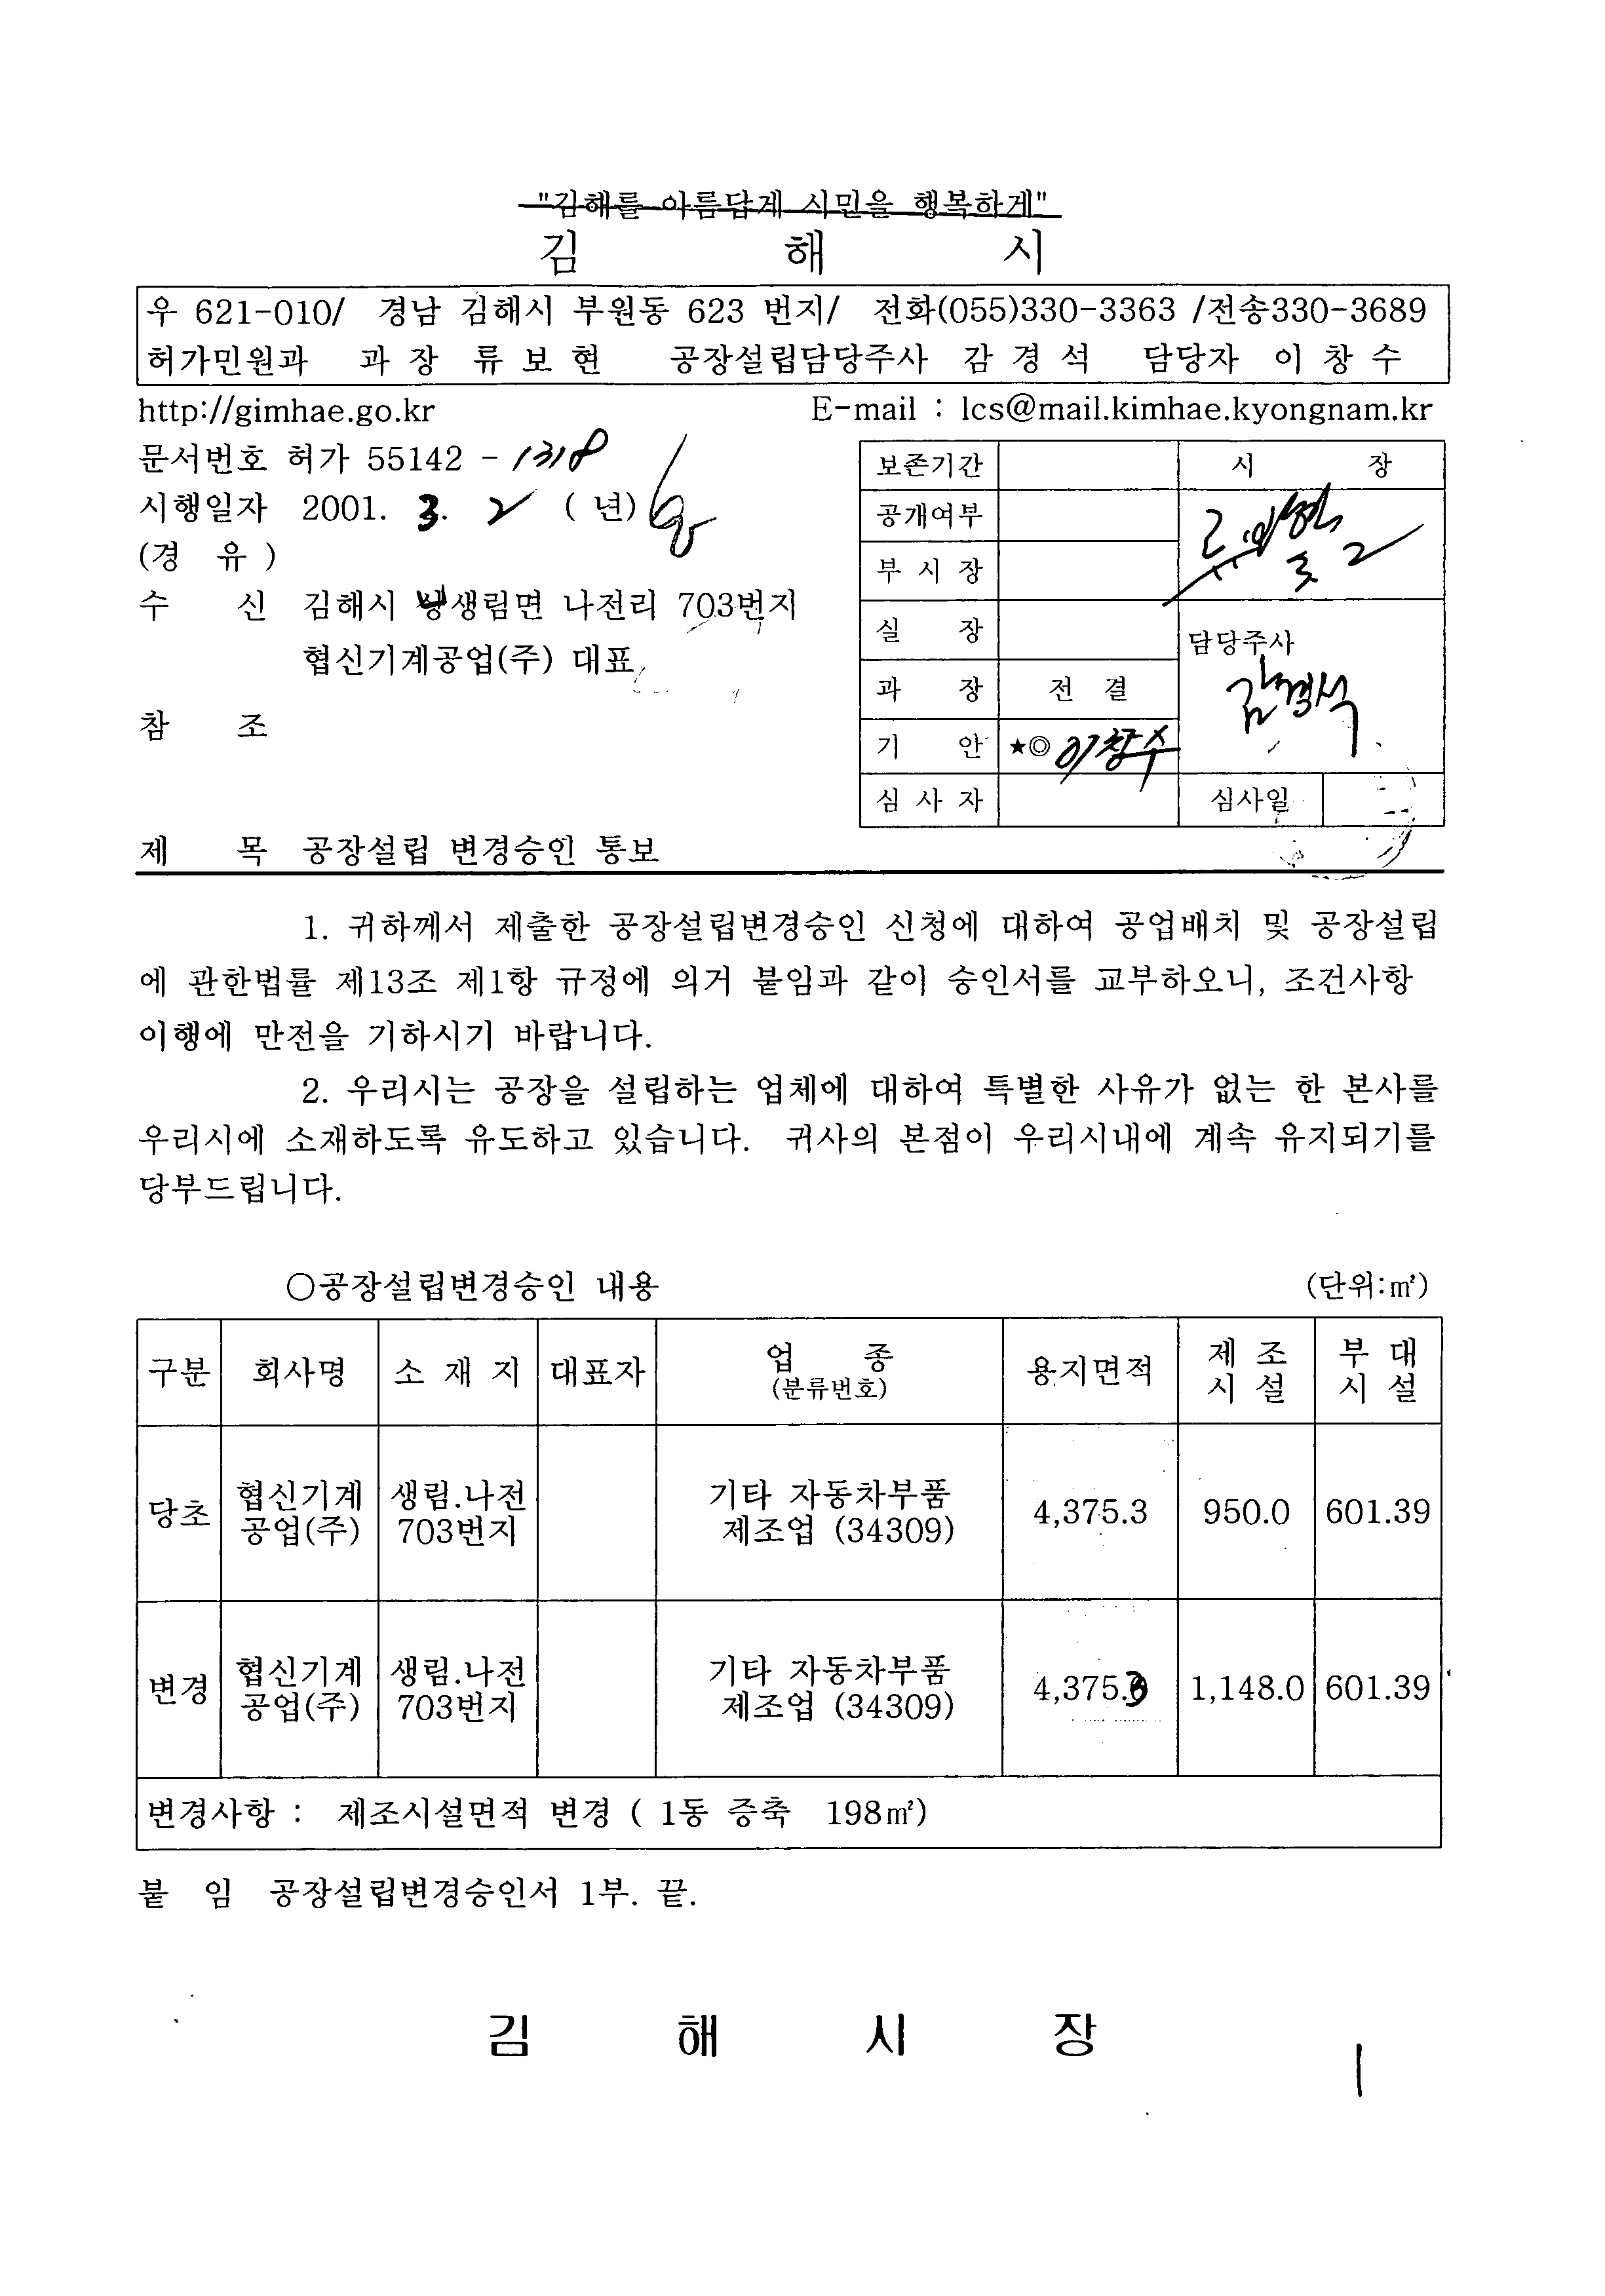 "김해를 아름답게 시민을 행복하게"
김 해 시
우 621-010/ 경남 김해시 부원동 623 번지/ 전화(055)330-3363 /전송330-3689
허가민원과 과 장 류 보 현 공장설립담당주사 감 경 석 담당자 이 창 수
http://gimhae.go.kr E-mail : lcs@mail.kimhae.kyongnam.kr
문서번호 허가 55142 - 1318
시행일자 2001. 3. 2 ( 년)
(경 유 )
수 신 김해시 생림면 나전리 703번지
협신기계공업(주) 대표
참 조
보존기간 시 장
공개여부
부 시 장 3 2
실 장 담당주사
과 장 전 결 감경석
기 안 ★◎ 이창수
심 사 자 심사일
제 목 공장설립 변경승인 통보
1. 귀하께서 제출한 공장설립변경승인 신청에 대하여 공업배치 및 공장설립
에 관한법률 제13조 제1항 규정에 의거 붙임과 같이 승인서를 교부하오니, 조건사항
이행에 만전을 기하시기 바랍니다.
2. 우리시는 공장을 설립하는 업체에 대하여 특별한 사유가 없는 한 본사를
우리시에 소재하도록 유도하고 있습니다. 귀사의 본점이 우리시내에 계속 유지되기를
당부드립니다.
○공장설립변경승인 내용 (단위:㎡)
구분 회사명 소 재 지 대표자 업 종 (분류번호) 용지면적 제 조 시 설 부 대 시 설
당초 협신기계 공업(주) 생림.나전 703번지 기타 자동차부품 제조업 (34309) 4,375.3 950.0 601.39
변경 협신기계 공업(주) 생림.나전 703번지 기타 자동차부품 제조업 (34309) 4,375.3 1,148.0 601.39
변경사항 : 제조시설면적 변경 ( 1동 증축 198㎡)
붙 임 공장설립변경승인서 1부. 끝.
김 해 시 장